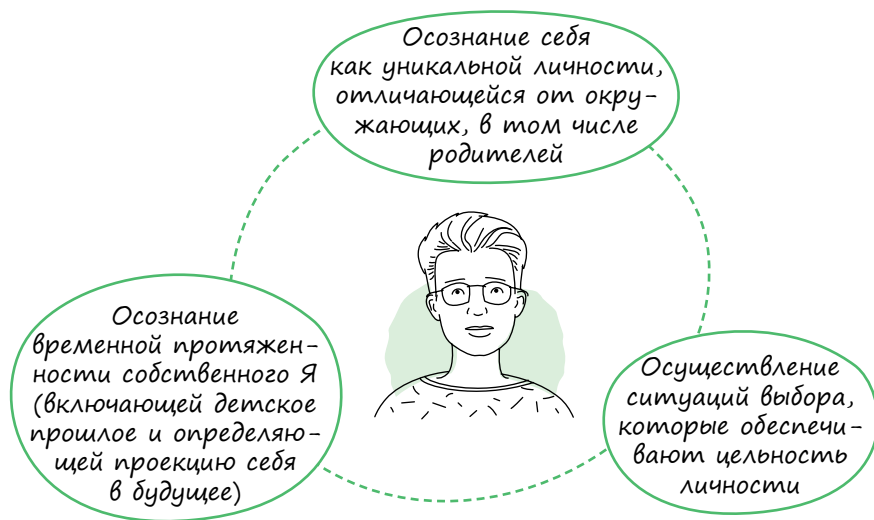 Осознание себя
как уникальной личности,
отличающейся от окру-
жающих, в том числе
родителей
Осознание
временной протяжен-
ности собственного Я
(включающей детское
прошлое и определяю-
щей проекцию себя
в будущее)
Осуществление
ситуаций выбора,
которые обеспечи-
вают цельность
личности